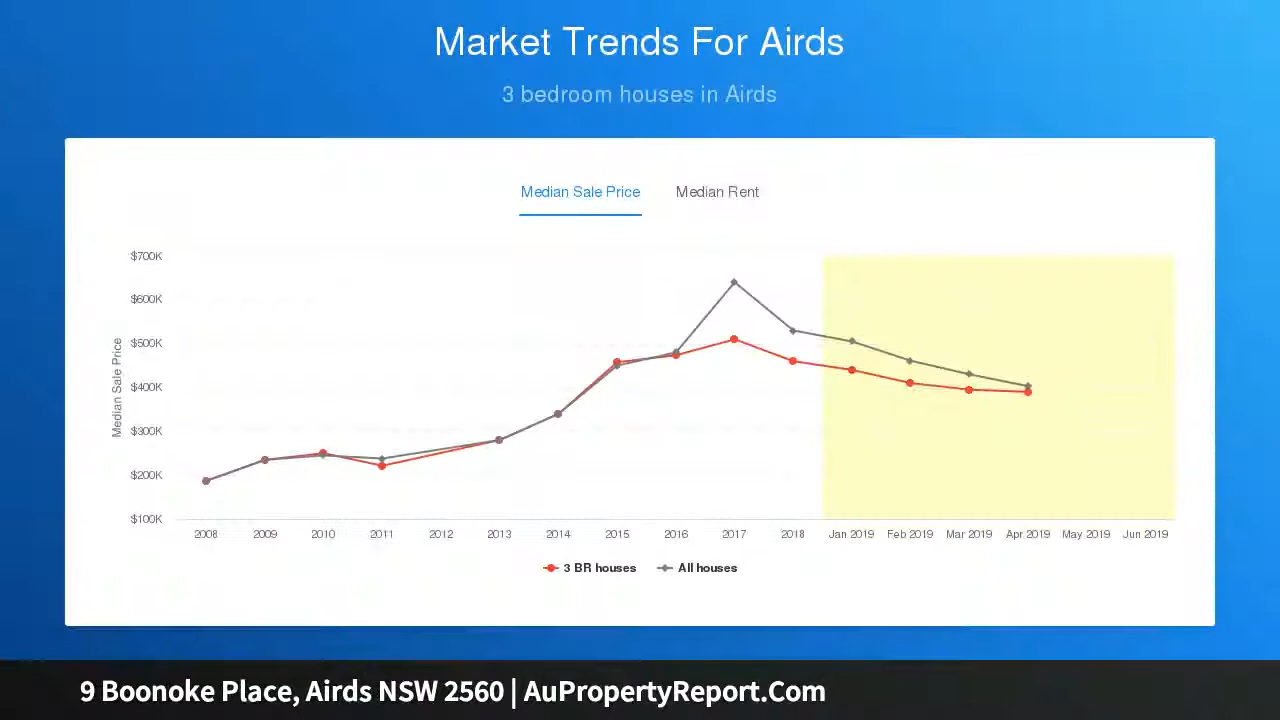 Market Trends For Airds
3 bedroom houses in Airds
Median Sale Price Median Rent
$700K
$600K
$500K
$400K
$300K
$200K
$100K
Median Sale Price
2008 2009 2010 2011 2012 2013 2014 2015 2016 2017 2018 Jan 2019 Feb 2019 Mar 2019 Apr 2019 May 2019 Jun 2019
3 BR houses All houses
9 Boonoke Place, Airds NSW 2560 | AuPropertyReport.Com